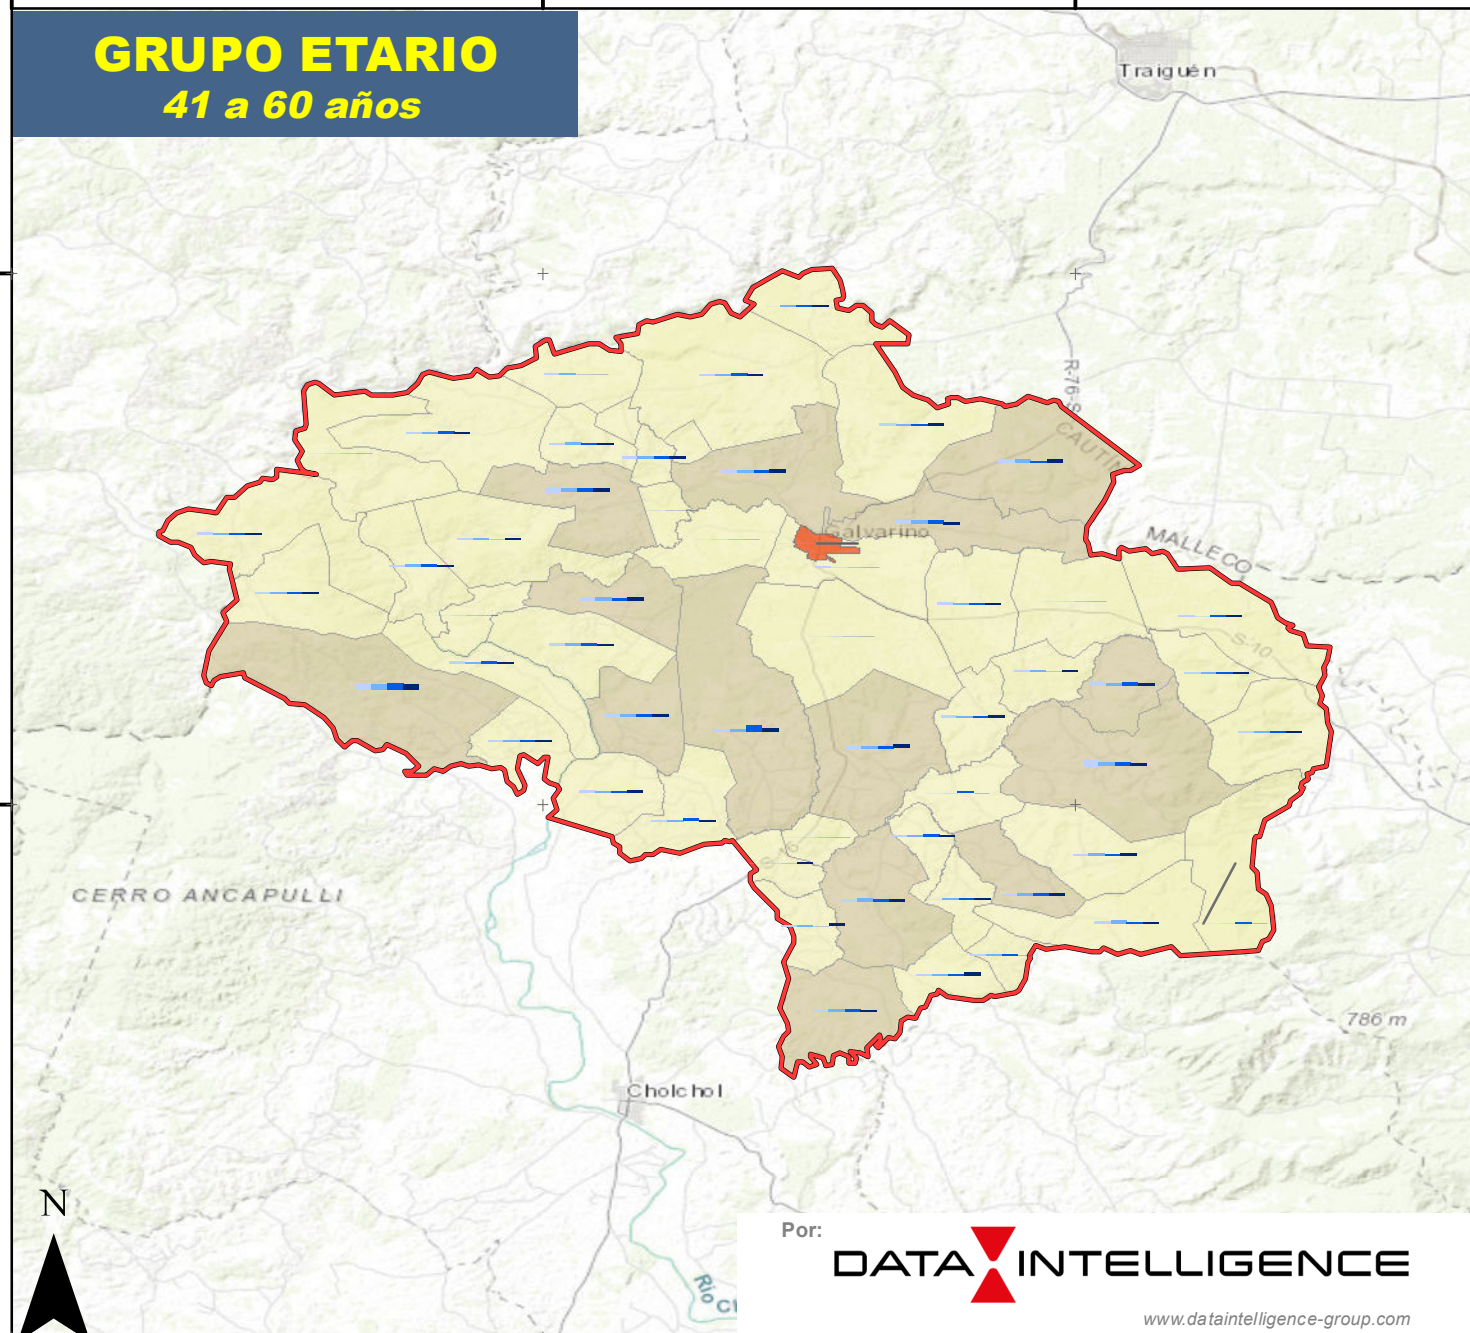 GRUPO ETARIO
41 a 60 años
Traiguén
R-76-S
CAUTIN
Galvarino
MALLECO
S-10
S-16
CERRO ANCAPULLI
786 m
Cholchol
N
Río
Por:
DATA INTELLIGENCE
www.dataintelligence-group.com